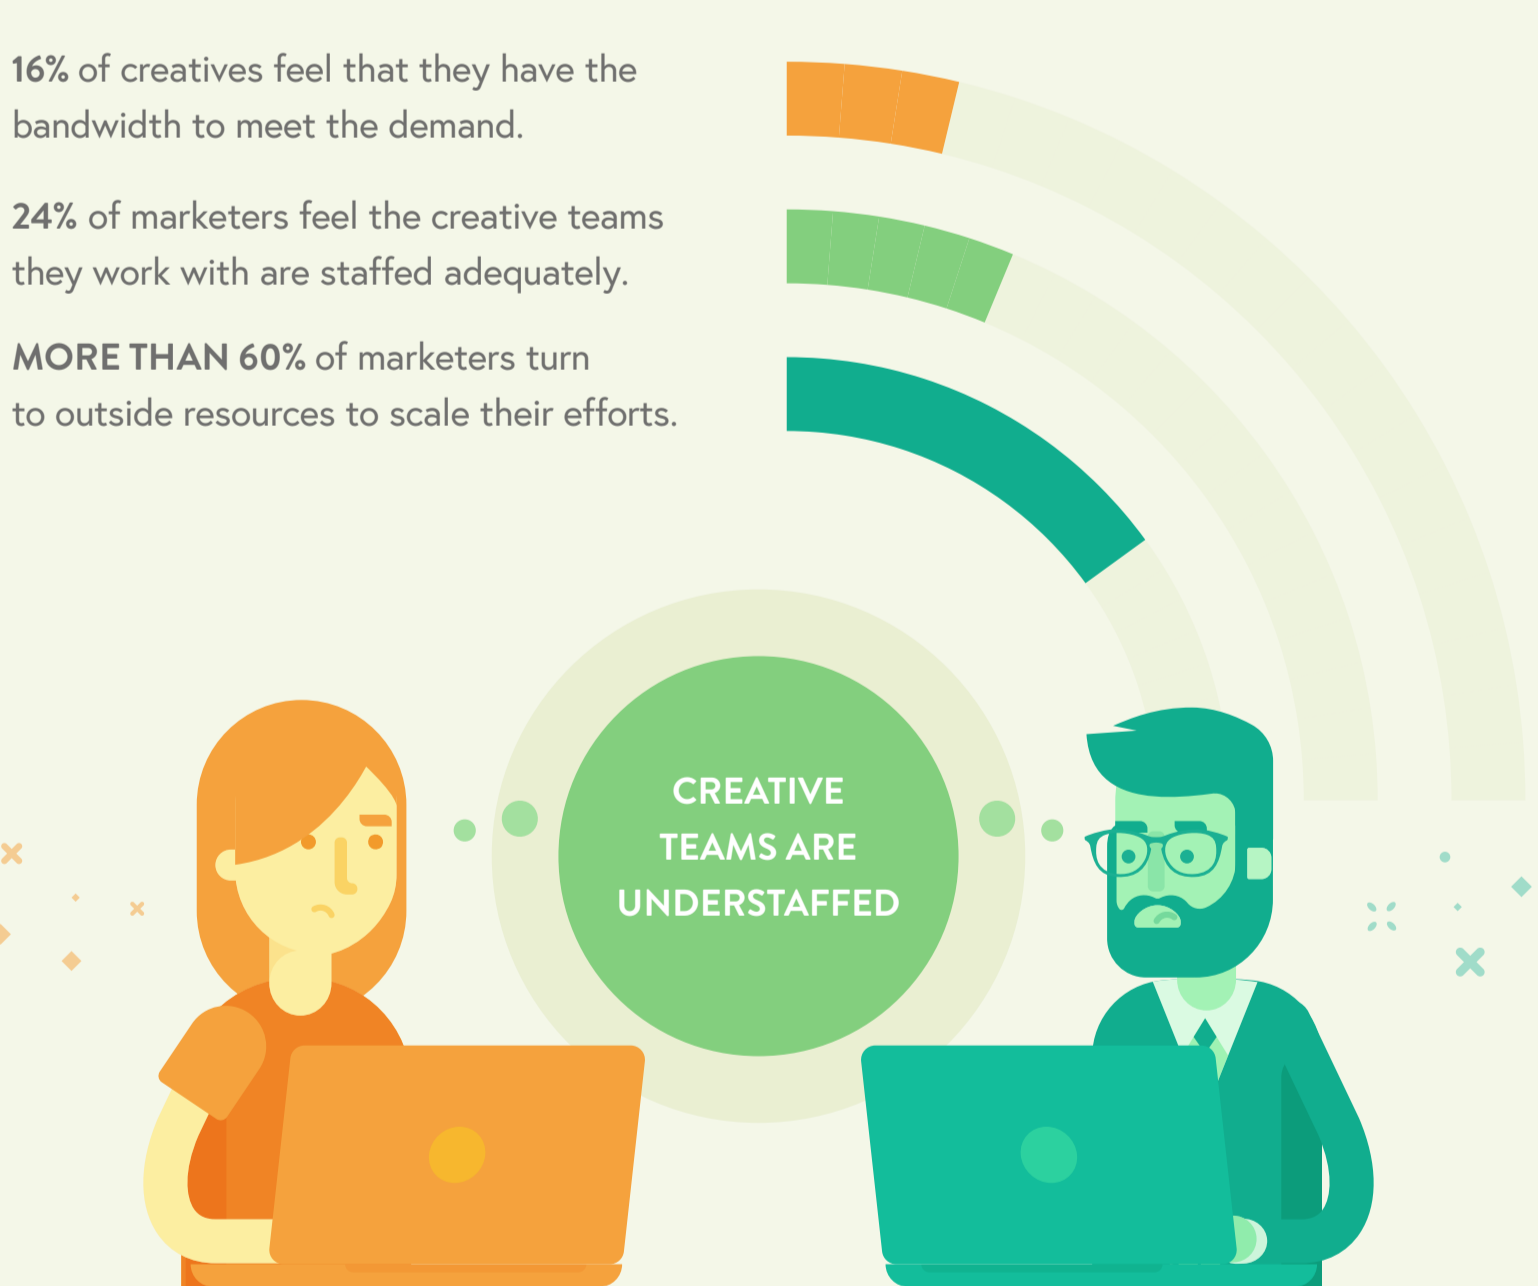 16% of creatives feel that they have the
bandwidth to meet the demand.
24% of marketers feel the creative teams
they work with are staffed adequately.
MORE THAN 60% of marketers turn
to outside resources to scale their efforts.
CREATIVE
TEAMS ARE
UNDERSTAFFED